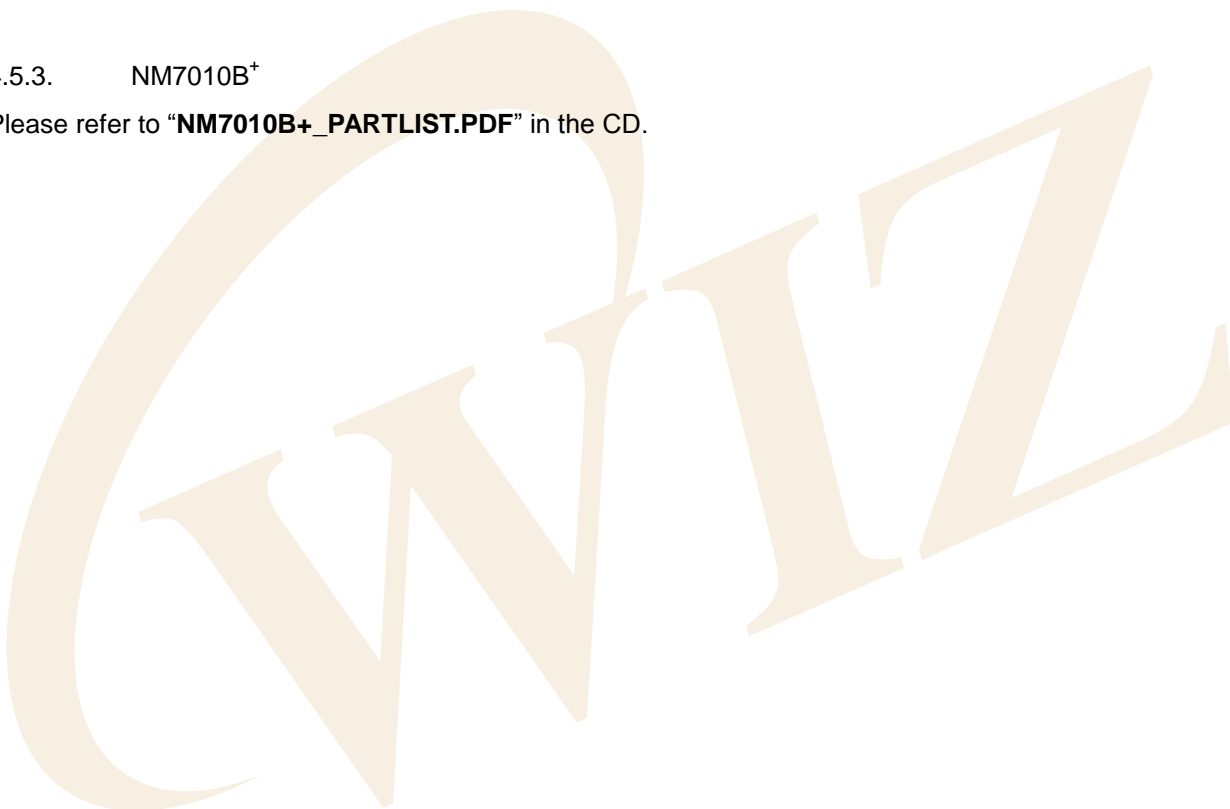 .5.3. NM7010B+
Please refer to “NM7010B+_PARTLIST.PDF” in the CD.
WIZ